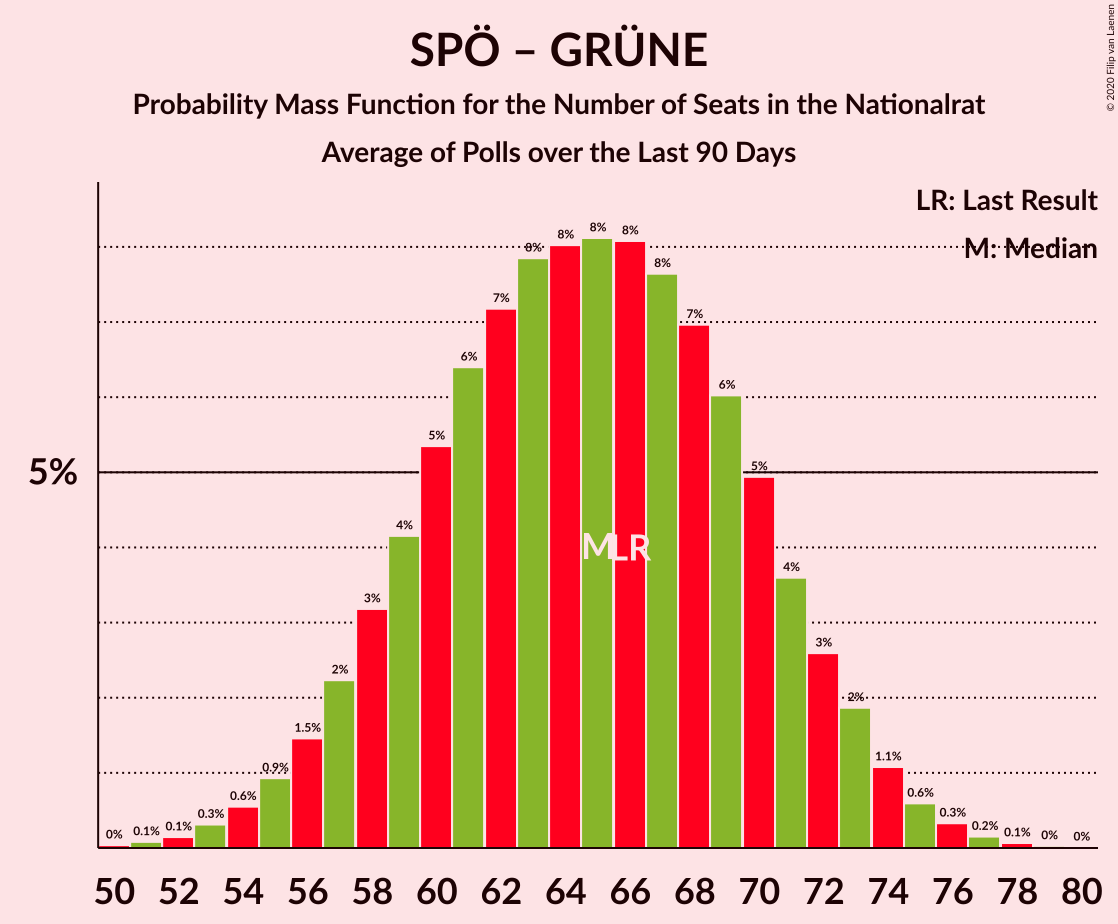 SPÖ – GRÜNE
Probability Mass Function for the Number of Seats in the Nationalrat
Average of Polls over the Last 90 Days
© 2020 Filip van Laenen
LR: Last Result
M: Median
5%
0% 0.1% 0.1% 0.3% 0.6% 0.9% 1.5% 2% 3% 4% 5% 6% 7% 8% 8% 8% 8% 8% 7% 6% 5% 4% 3% 2% 1.1% 0.6% 0.3% 0.2% 0.1% 0% 0%
M LR
50 52 54 56 58 60 62 64 66 68 70 72 74 76 78 80